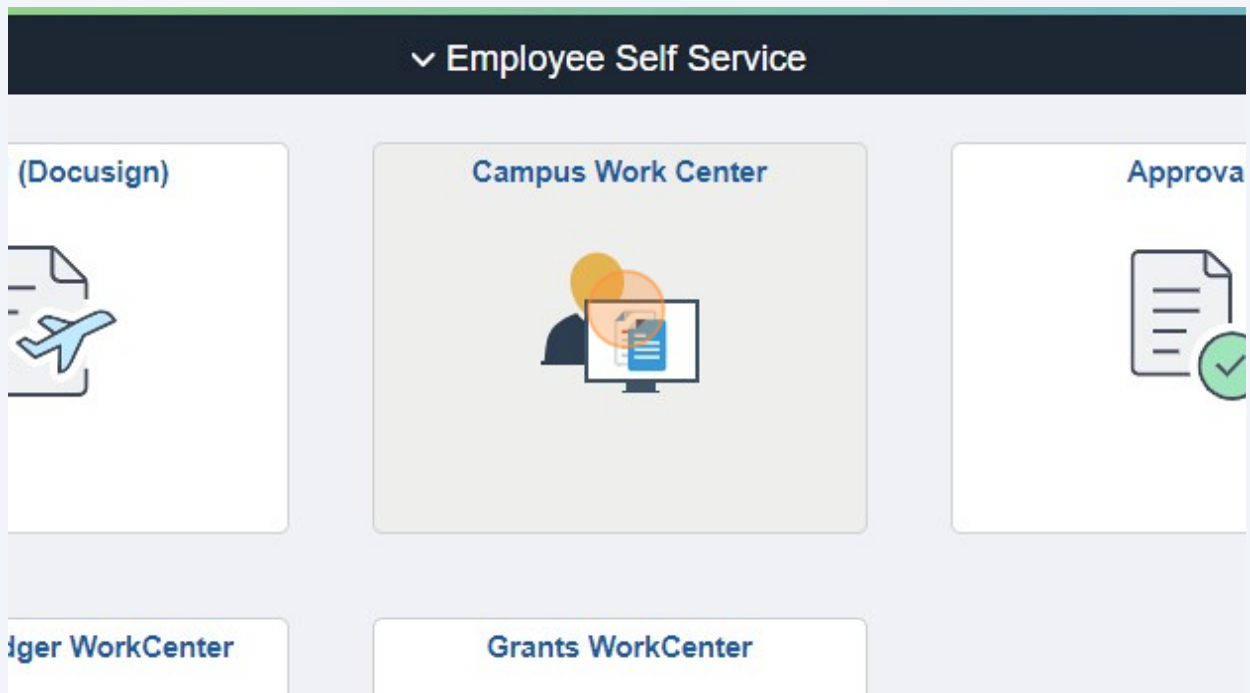 Employee Self Service
(Docusign)
Campus Work Center
Approva
dger WorkCenter
Grants WorkCenter